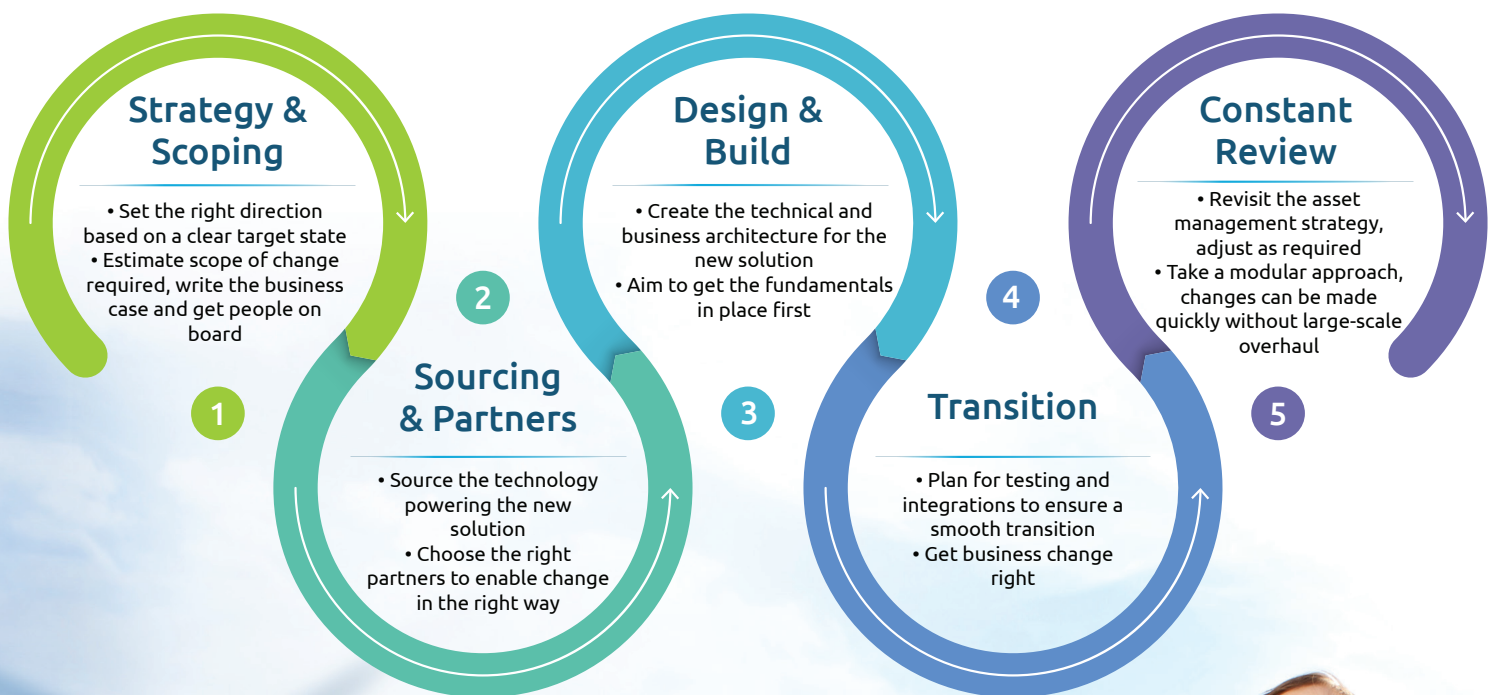 Strategy &
Scoping
• Set the right direction
based on a clear target state
• Estimate scope of change
required, write the business
case and get people on
board
1
2
Sourcing
& Partners
• Source the technology
powering the new
solution
• Choose the right
partners to enable change
in the right way
Design &
Build
• Create the technical and
business architecture for the
new solution
• Aim to get the fundamentals
in place first
3
4
Transition
• Plan for testing and
integrations to ensure a
smooth transition
• Get business change
right
Constant
Review
• Revisit the asset
management strategy,
adjust as required
• Take a modular approach,
changes can be made
quickly without large-scale
overhaul
5